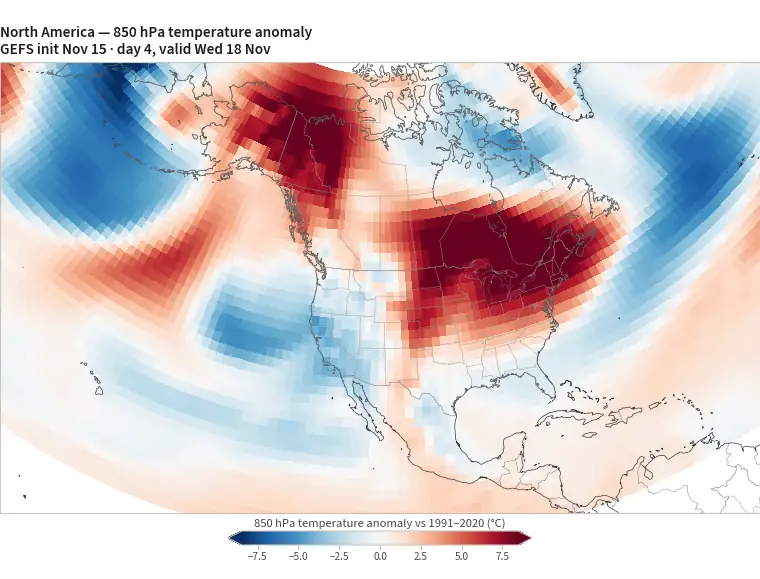 North America — 850 hPa temperature anomaly
GEFS init Nov 15 · day 4, valid Wed 18 Nov
850 hPa temperature anomaly vs 1991–2020 (°C)
−7.5 −5.0 −2.5 0.0 2.5 5.0 7.5